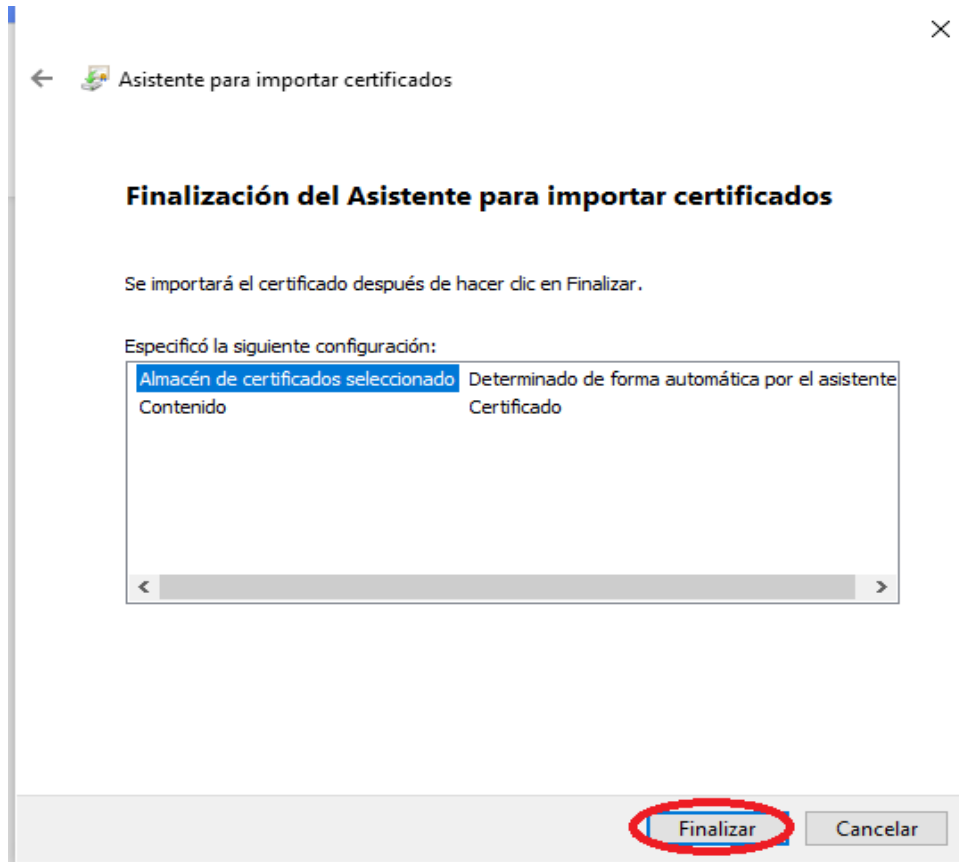 Asistente para importar certificados
Finalización del Asistente para importar certificados
Se importará el certificado después de hacer clic en Finalizar.
Especificó la siguiente configuración:
Almacén de certificados seleccionado Determinado de forma automática por el asistente
Contenido Certificado
Finalizar Cancelar